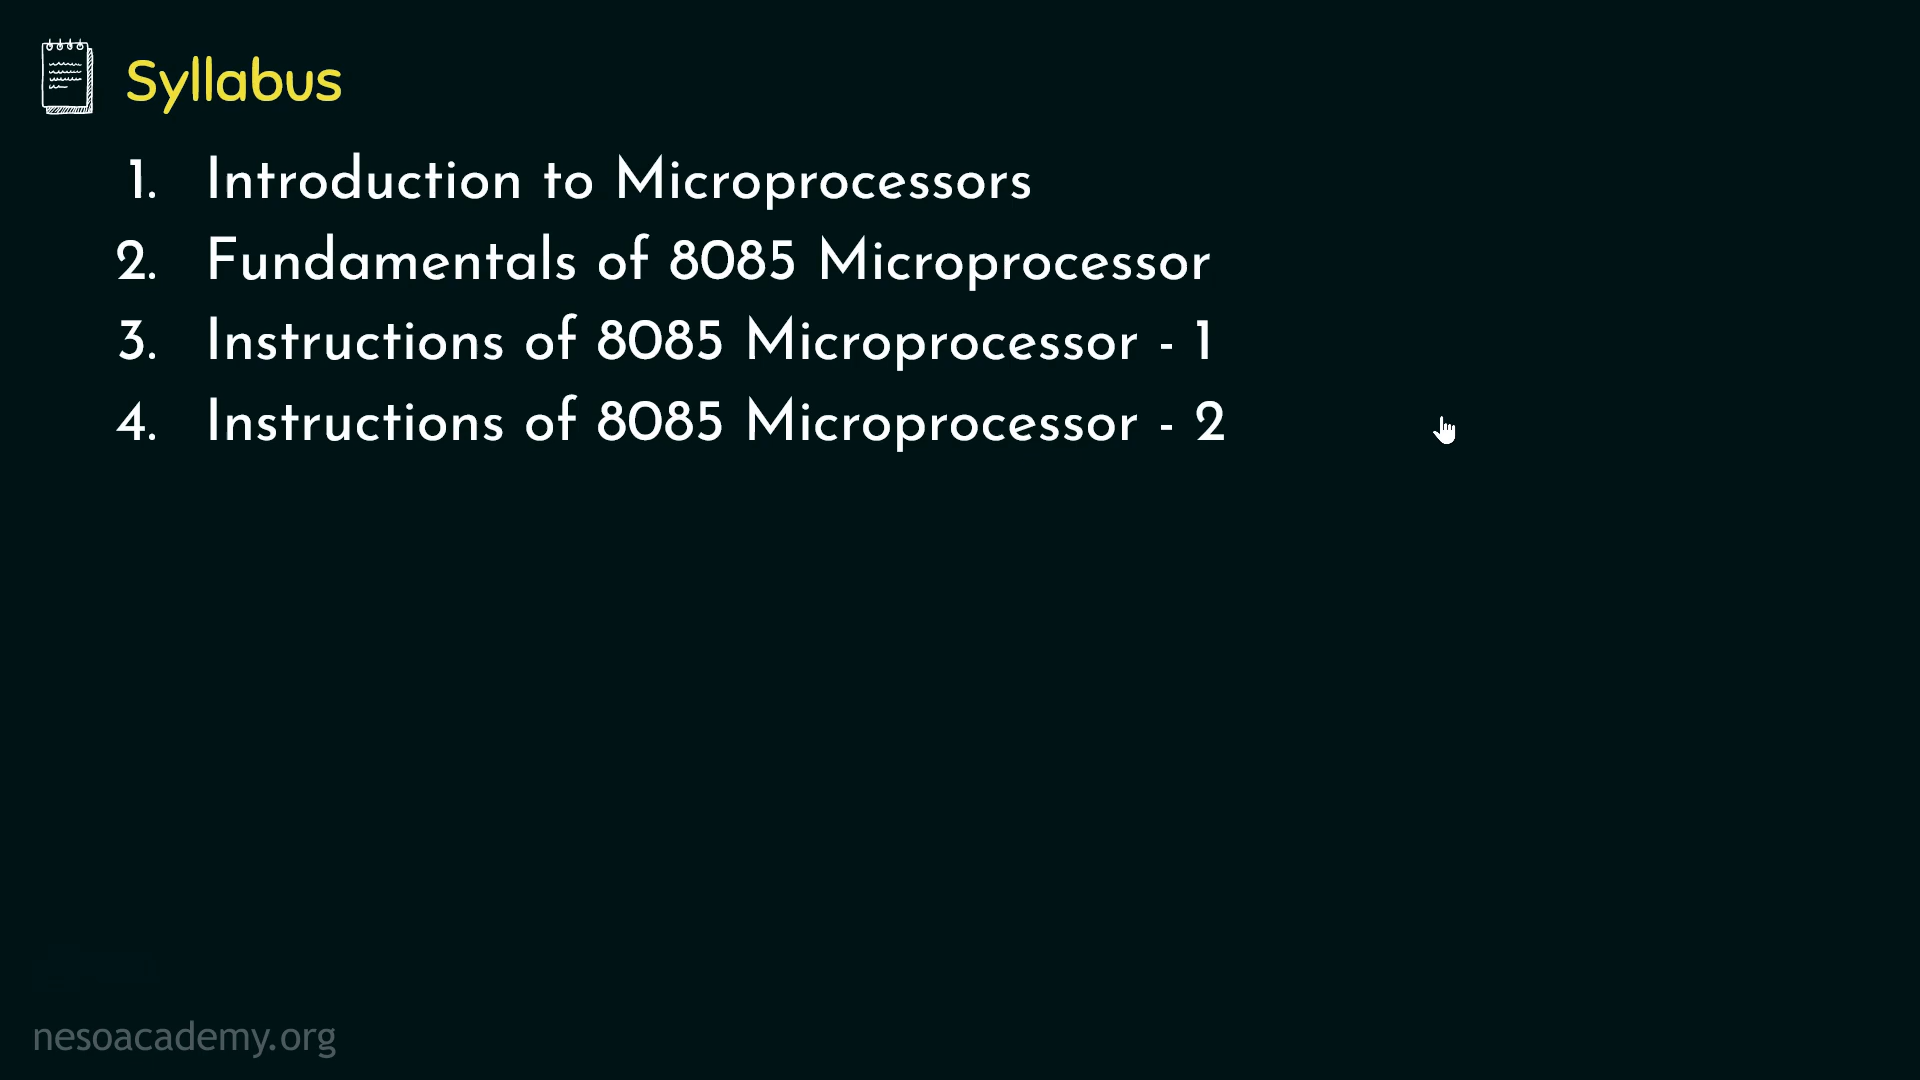 Syllabus
1. Introduction to Microprocessors
2. Fundamentals of 8085 Microprocessor
3. Instructions of 8085 Microprocessor - 1
4. Instructions of 8085 Microprocessor - 2
nesoacademy.org